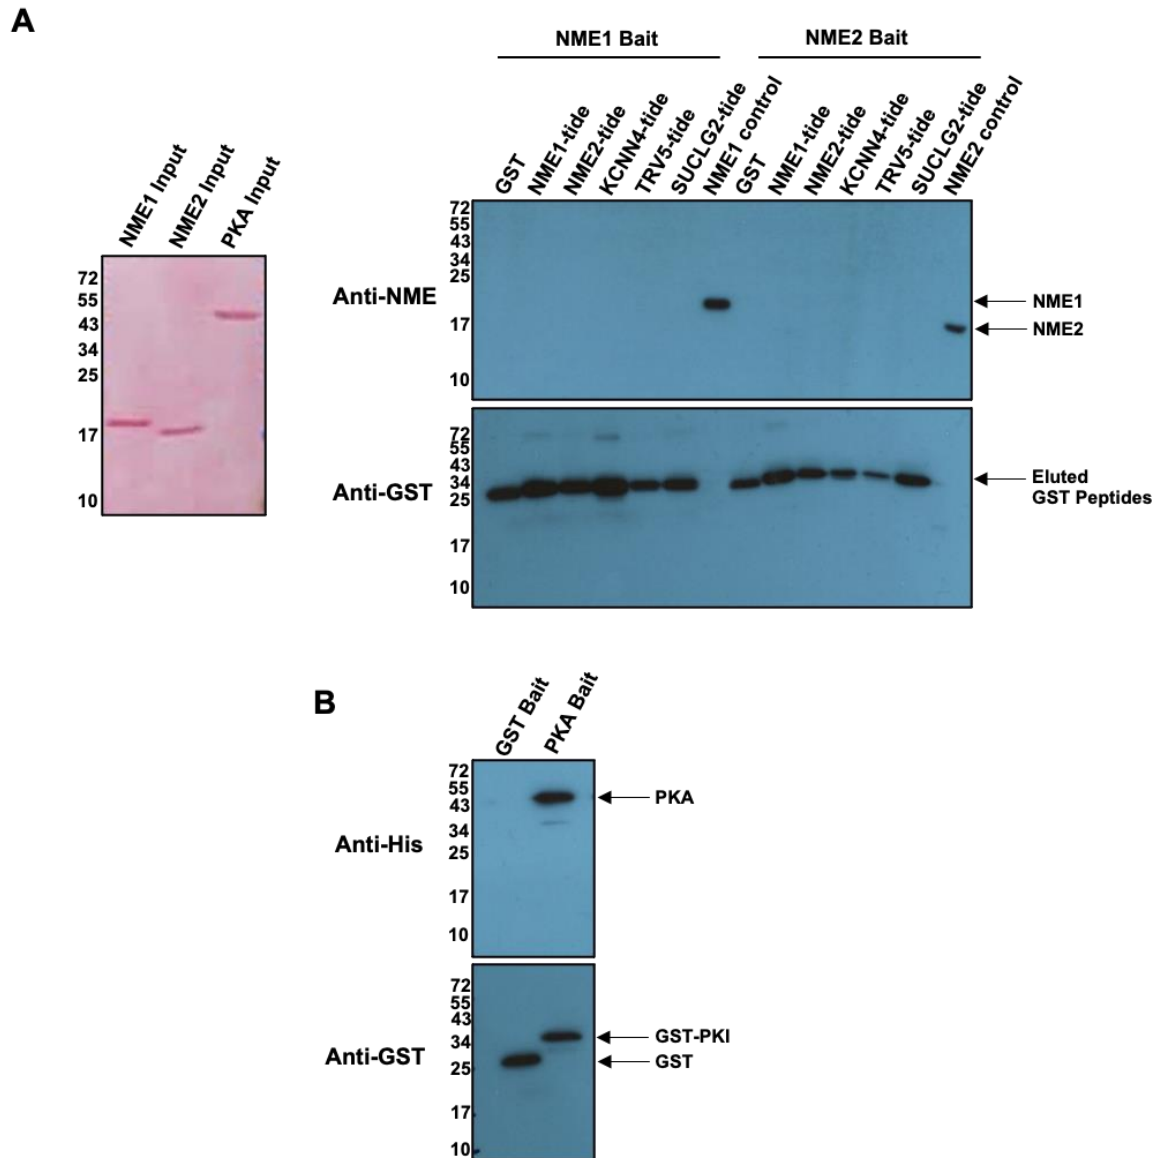 A
NME1 Bait
NME2 Bait
GST
NME1-tide
NME2-tide
KCNN4-tide
TRV5-tide
SUCLG2-tide
NME1 control
GST
NME1-tide
NME2-tide
KCNN4-tide
TRV5-tide
SUCLG2-tide
NME2 control
NME1 Input
NME2 Input
PKA Input
72
55
43
34
25
17
10
Anti-NME
72
55
43
34
25
17
10
NME1
NME2
Anti-GST
72
55
43
34
25
17
10
Eluted
GST Peptides
B
GST Bait
PKA Bait
Anti-His
72
55
43
34
25
17
10
PKA
Anti-GST
72
55
43
34
25
17
10
GST-PKI
GST